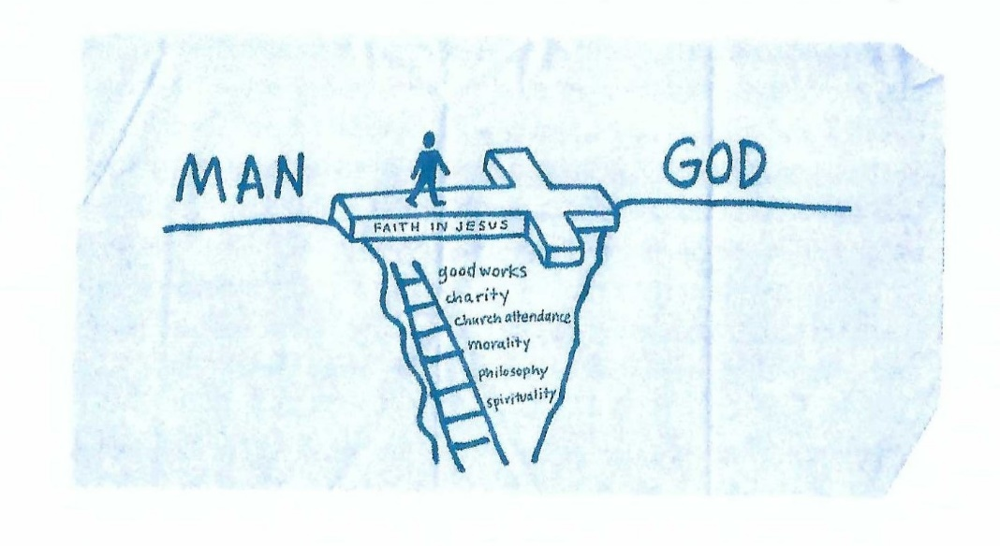 MAN
GOD
FAITH IN JESUS
good works
charity
church attendance
morality
philosophy
spirituality